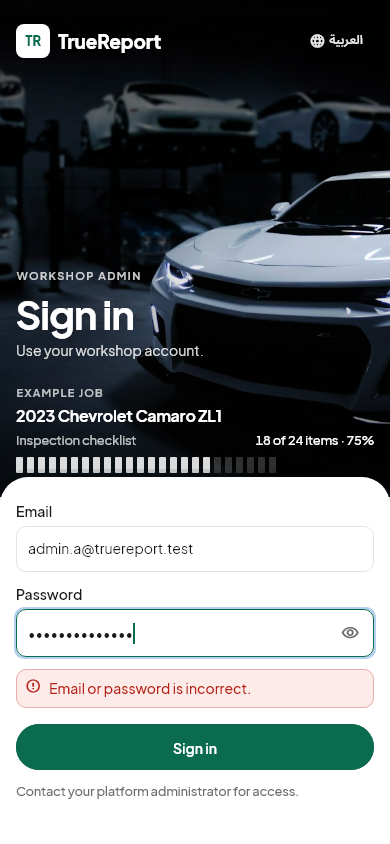 TR TrueReport
العربية
WORKSHOP ADMIN
Sign in
Use your workshop account.
EXAMPLE JOB
2023 Chevrolet Camaro ZL1
Inspection checklist 18 of 24 items · 75%
Email
admin.a@truereport.test
Password
••••••••••••••
Email or password is incorrect.
Sign in
Contact your platform administrator for access.